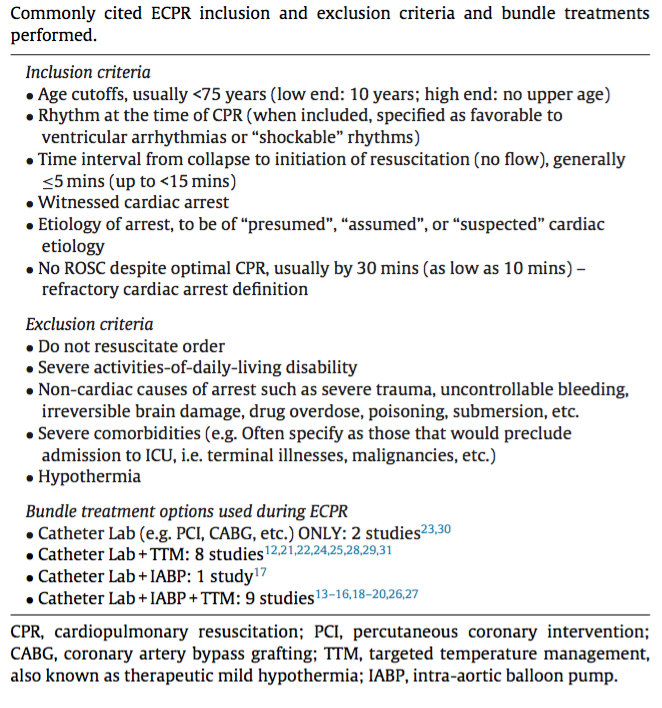 Commonly cited ECPR inclusion and exclusion criteria and bundle treatments
performed.
Inclusion criteria
• Age cutoffs, usually <75 years (low end: 10 years; high end: no upper age)
• Rhythm at the time of CPR (when included, specified as favorable to
ventricular arrhythmias or “shockable” rhythms)
• Time interval from collapse to initiation of resuscitation (no flow), generally
≤5 mins (up to <15 mins)
• Witnessed cardiac arrest
• Etiology of arrest, to be of “presumed”, “assumed”, or “suspected” cardiac
etiology
• No ROSC despite optimal CPR, usually by 30 mins (as low as 10 mins) –
refractory cardiac arrest definition
Exclusion criteria
• Do not resuscitate order
• Severe activities-of-daily-living disability
• Non-cardiac causes of arrest such as severe trauma, uncontrollable bleeding,
irreversible brain damage, drug overdose, poisoning, submersion, etc.
• Severe comorbidities (e.g. Often specify as those that would preclude
admission to ICU, i.e. terminal illnesses, malignancies, etc.)
• Hypothermia
Bundle treatment options used during ECPR
• Catheter Lab (e.g. PCI, CABG, etc.) ONLY: 2 studies23,30
• Catheter Lab + TTM: 8 studies12,21,22,24,25,28,29,31
• Catheter Lab + IABP: 1 study17
• Catheter Lab + IABP + TTM: 9 studies13–16,18–20,26,27
CPR, cardiopulmonary resuscitation; PCI, percutaneous coronary intervention;
CABG, coronary artery bypass grafting; TTM, targeted temperature management,
also known as therapeutic mild hypothermia; IABP, intra-aortic balloon pump.